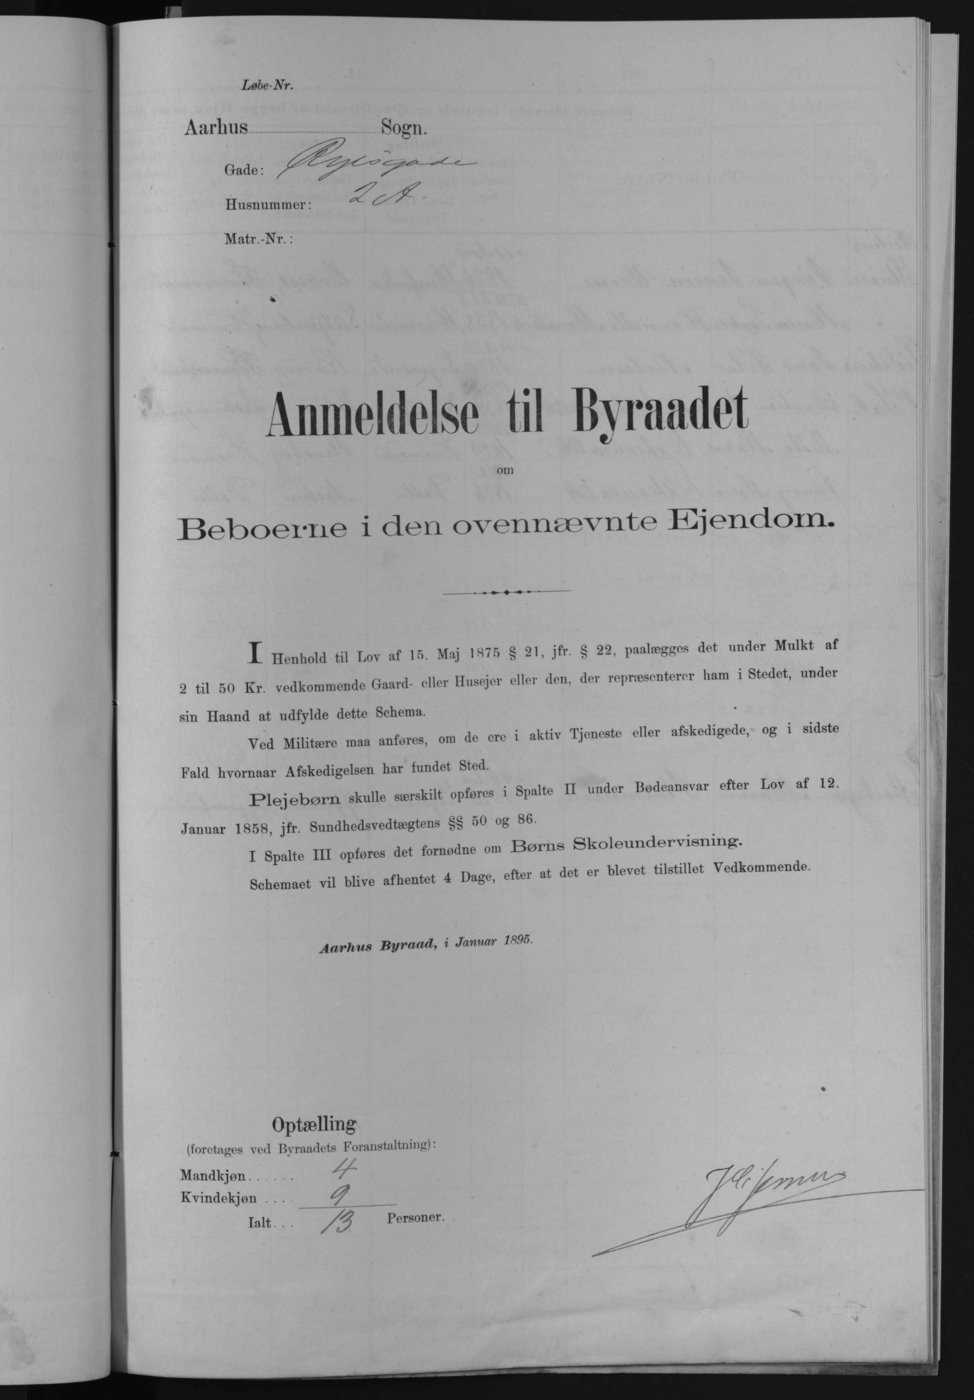 Løbe-Nr.
Aarhus Sogn.
Gade: Ryesgade
Husnummer: 2 A.
Matr.-Nr.:
Anmeldelse til Byraadet
om
Beboerne i den ovennævnte Ejendom.
I Henhold til Lov af 15. Maj 1875 § 21, jfr. § 22, paalægges det under Mulkt af
2 til 50 Kr. vedkommende Gaard- eller Husejer eller den, der repræsenterer ham i Stedet, under
sin Haand at udfylde dette Schema.
Ved Militære maa anføres, om de ere i aktiv Tjeneste eller afskedigede, og i sidste
Fald hvornaar Afskedigelsen har fundet Sted.
Plejebørn skulle særskilt opføres i Spalte II under Bødeansvar efter Lov af 12.
Januar 1858, jfr. Sundhedsvedtægtens §§ 50 og 86.
I Spalte III opføres det fornødne om Børns Skoleundervisning.
Schemaet vil blive afhentet 4 Dage, efter at det er blevet tilstillet Vedkommende.
Aarhus Byraad, i Januar 1895.
Optælling
(foretages ved Byraadets Foranstaltning):
Mandkjøn...... 4
Kvindekjøn .... 9
Ialt... 13 Personer.